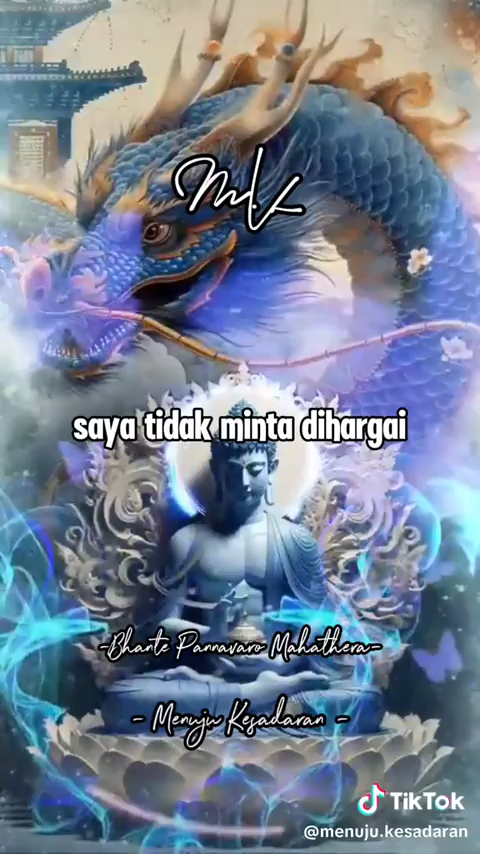 M.K
saya tidak minta dihargai
-Bhante Pannavaro Mahathera-
- Menuju Kesadaran -
TikTok
@menuju.kesadaran